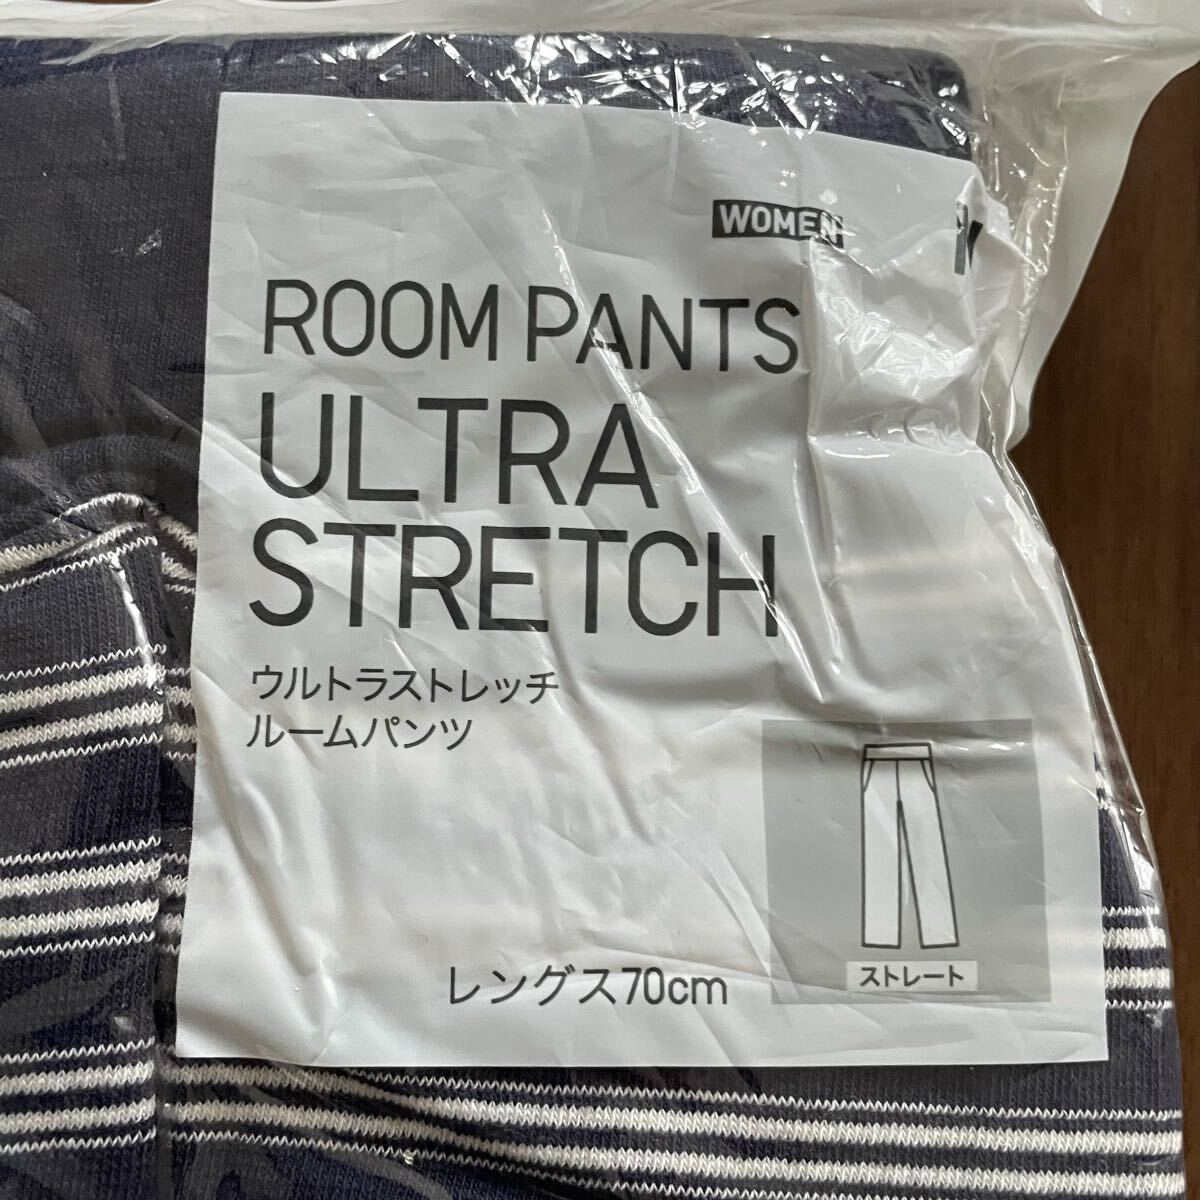 WOMEN
ROOM PANTS
ULTRA
STRETCH
ウルトラストレッチ
ルームパンツ
レングス70cm
ストレート